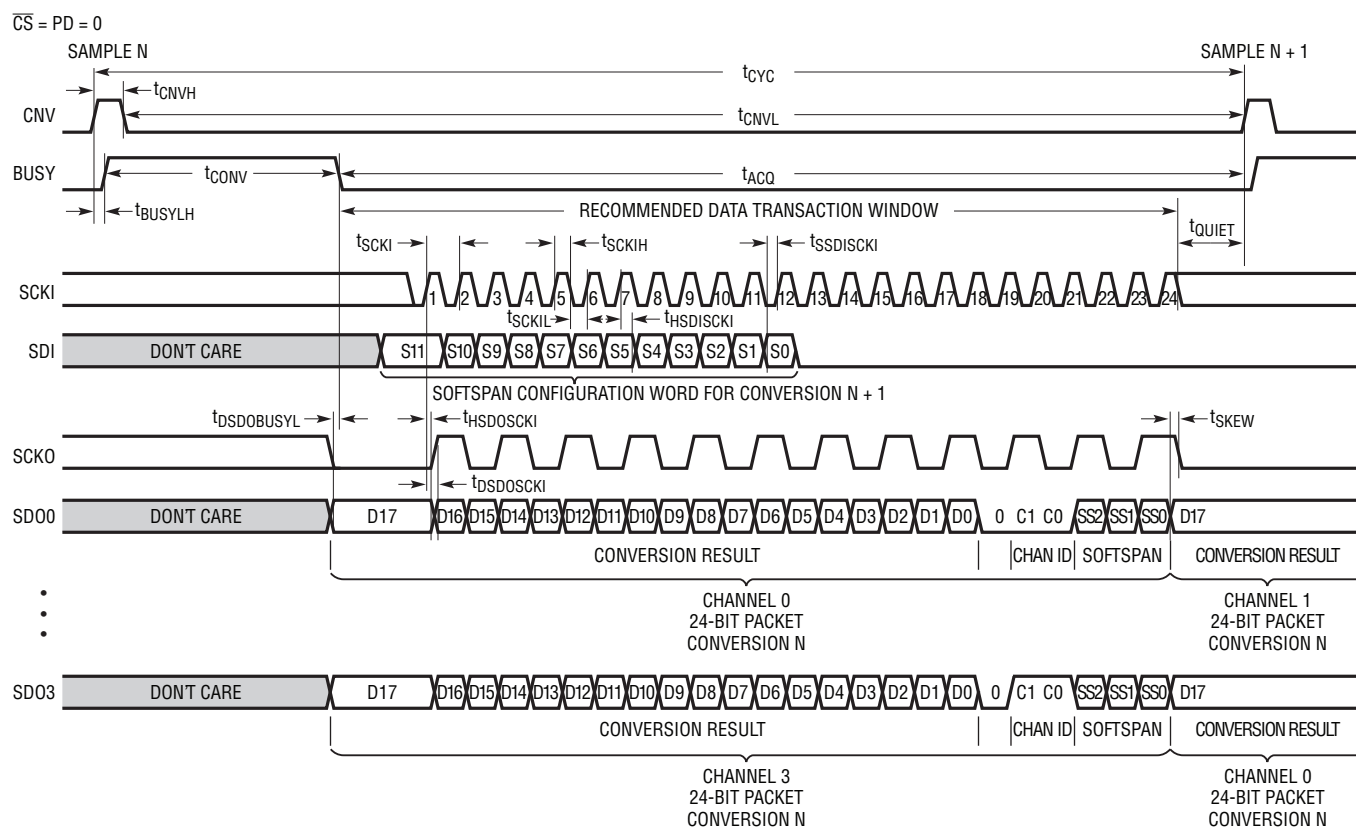 CS = PD = 0
SAMPLE N
SAMPLE N + 1
tCYC
tCNVH
CNV
tCNVL
BUSY
tCONV
tACQ
tBUSYLH
RECOMMENDED DATA TRANSACTION WINDOW
tQUIET
tSCKI
tSCKIH
tSSDISCKI
SCKI
1 2 3 4 5 6 7 8 9 10 11 12 13 14 15 16 17 18 19 20 21 22 23 24
tSCKIL
tHSDISCKI
SDI
DON'T CARE
S11 S10 S9 S8 S7 S6 S5 S4 S3 S2 S1 S0
SOFTSPAN CONFIGURATION WORD FOR CONVERSION N + 1
tDSDOBUSYL
tHSDOSCKI
tSKEW
SCKO
tDSDOSCKI
SDO0
DON'T CARE
D17 D16 D15 D14 D13 D12 D11 D10 D9 D8 D7 D6 D5 D4 D3 D2 D1 D0 0 C1 C0 SS2 SS1 SS0 D17
CONVERSION RESULT
CHAN ID
SOFTSPAN
CONVERSION RESULT
CHANNEL 0
24-BIT PACKET
CONVERSION N
CHANNEL 1
24-BIT PACKET
CONVERSION N
SDO3
DON'T CARE
D17 D16 D15 D14 D13 D12 D11 D10 D9 D8 D7 D6 D5 D4 D3 D2 D1 D0 0 C1 C0 SS2 SS1 SS0 D17
CONVERSION RESULT
CHAN ID
SOFTSPAN
CONVERSION RESULT
CHANNEL 3
24-BIT PACKET
CONVERSION N
CHANNEL 0
24-BIT PACKET
CONVERSION N